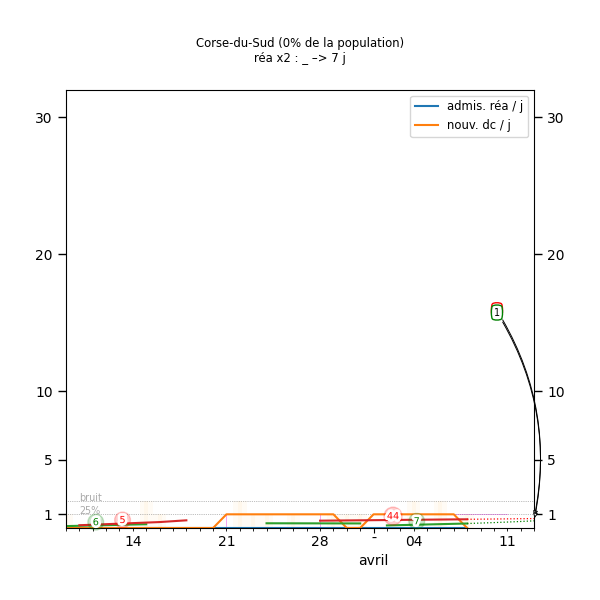 Corse-du-Sud (0% de la population)
réa x2 : _ –> 7 j
admis. réa / j
nouv. dc / j
30 30
20 20
1
10 10
5 5
bruit
25%
6 5 44 7
1 1
14 21 28 - 04 11
avril